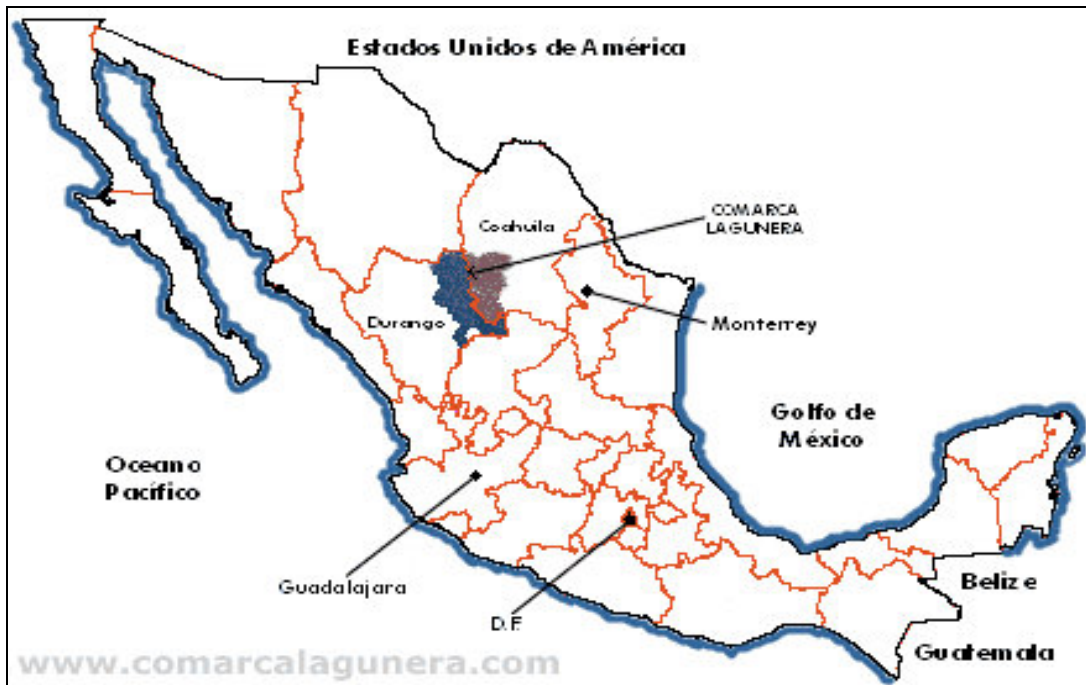 Estados Unidos de América
Coahuila
COMARCA
LAGUNERA
Durango
Monterrey
Golfo de
México
Oceano
Pacífico
Guadalajara
D.F.
Belize
Guatemala
www.comarcalagunera.com